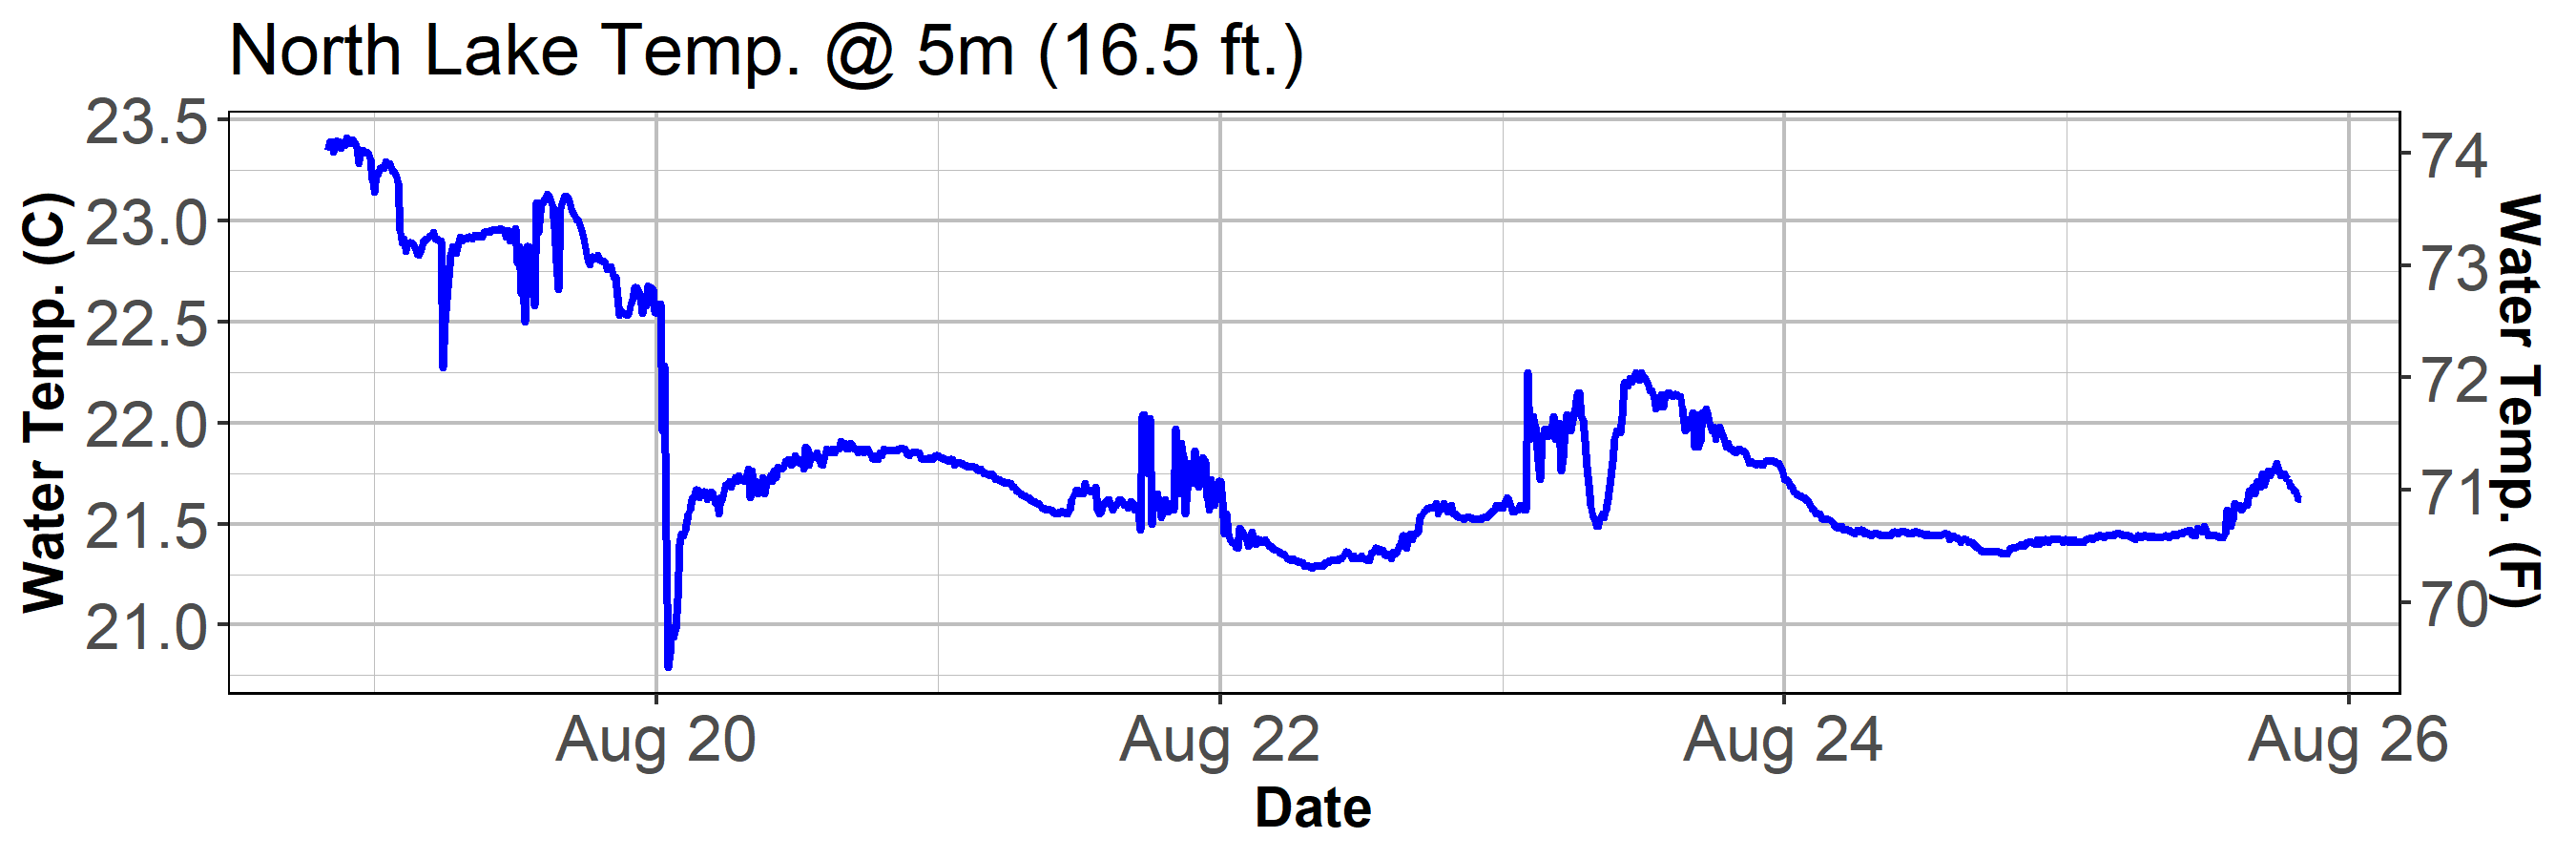 North Lake Temp. @ 5m (16.5 ft.)
Water Temp. (C)
23.5
23.0
22.5
22.0
21.5
21.0
74
73
72
71
70
Water Temp. (F)
Aug 20 Aug 22 Aug 24 Aug 26
Date